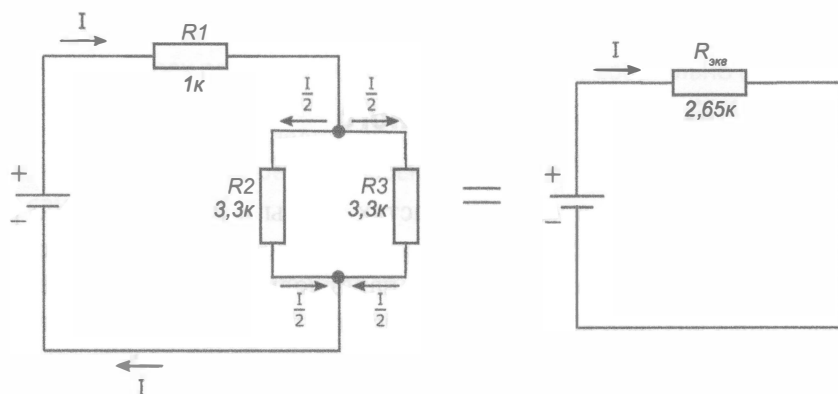 I
R1
1к
I/2
I/2
+
+
R2
3,3к
R3
3,3к
I/2
I/2
I
=
I
Rэкв
2,65к
+
−